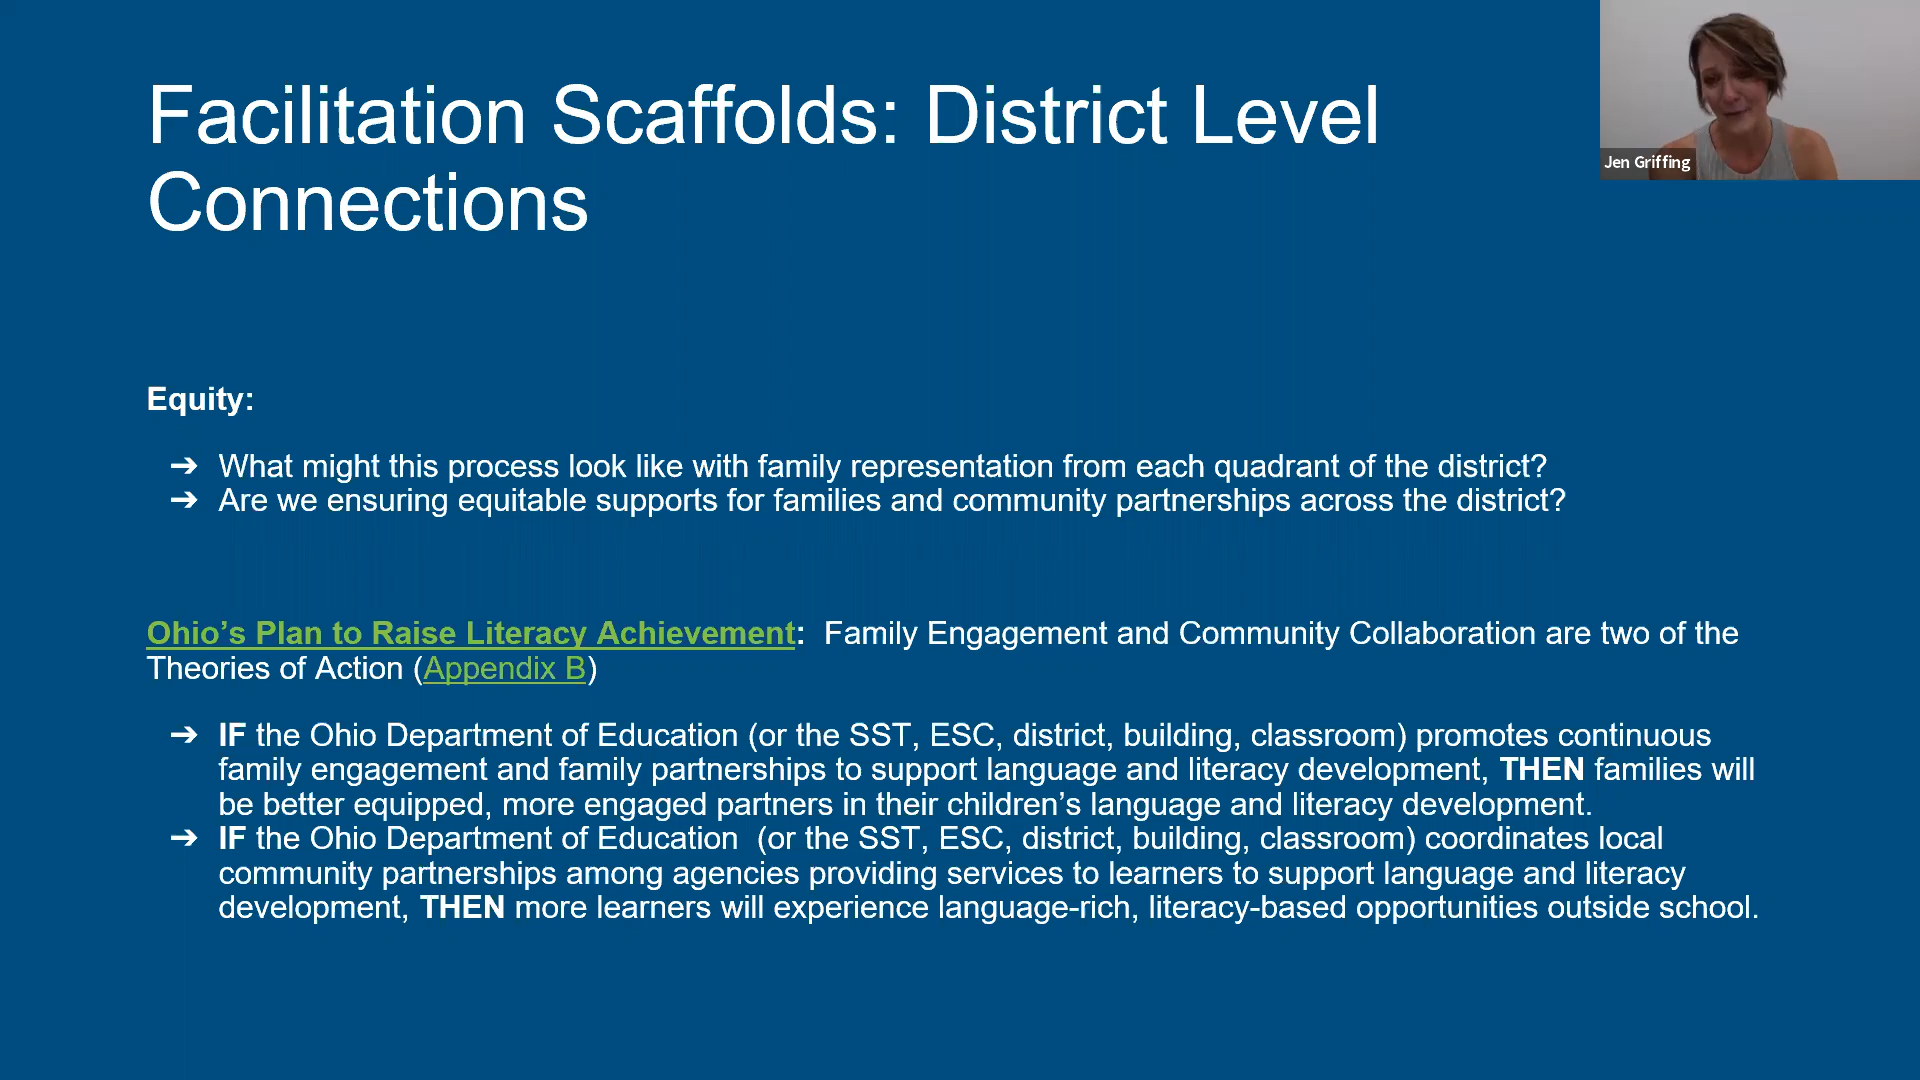 Facilitation Scaffolds: District Level
Connections
Jen Griffing
Equity:
➔ What might this process look like with family representation from each quadrant of the district?
➔ Are we ensuring equitable supports for families and community partnerships across the district?
Ohio’s Plan to Raise Literacy Achievement:  Family Engagement and Community Collaboration are two of the
Theories of Action (Appendix B)
➔ IF the Ohio Department of Education (or the SST, ESC, district, building, classroom) promotes continuous
family engagement and family partnerships to support language and literacy development, THEN families will
be better equipped, more engaged partners in their children’s language and literacy development.
➔ IF the Ohio Department of Education  (or the SST, ESC, district, building, classroom) coordinates local
community partnerships among agencies providing services to learners to support language and literacy
development, THEN more learners will experience language-rich, literacy-based opportunities outside school.